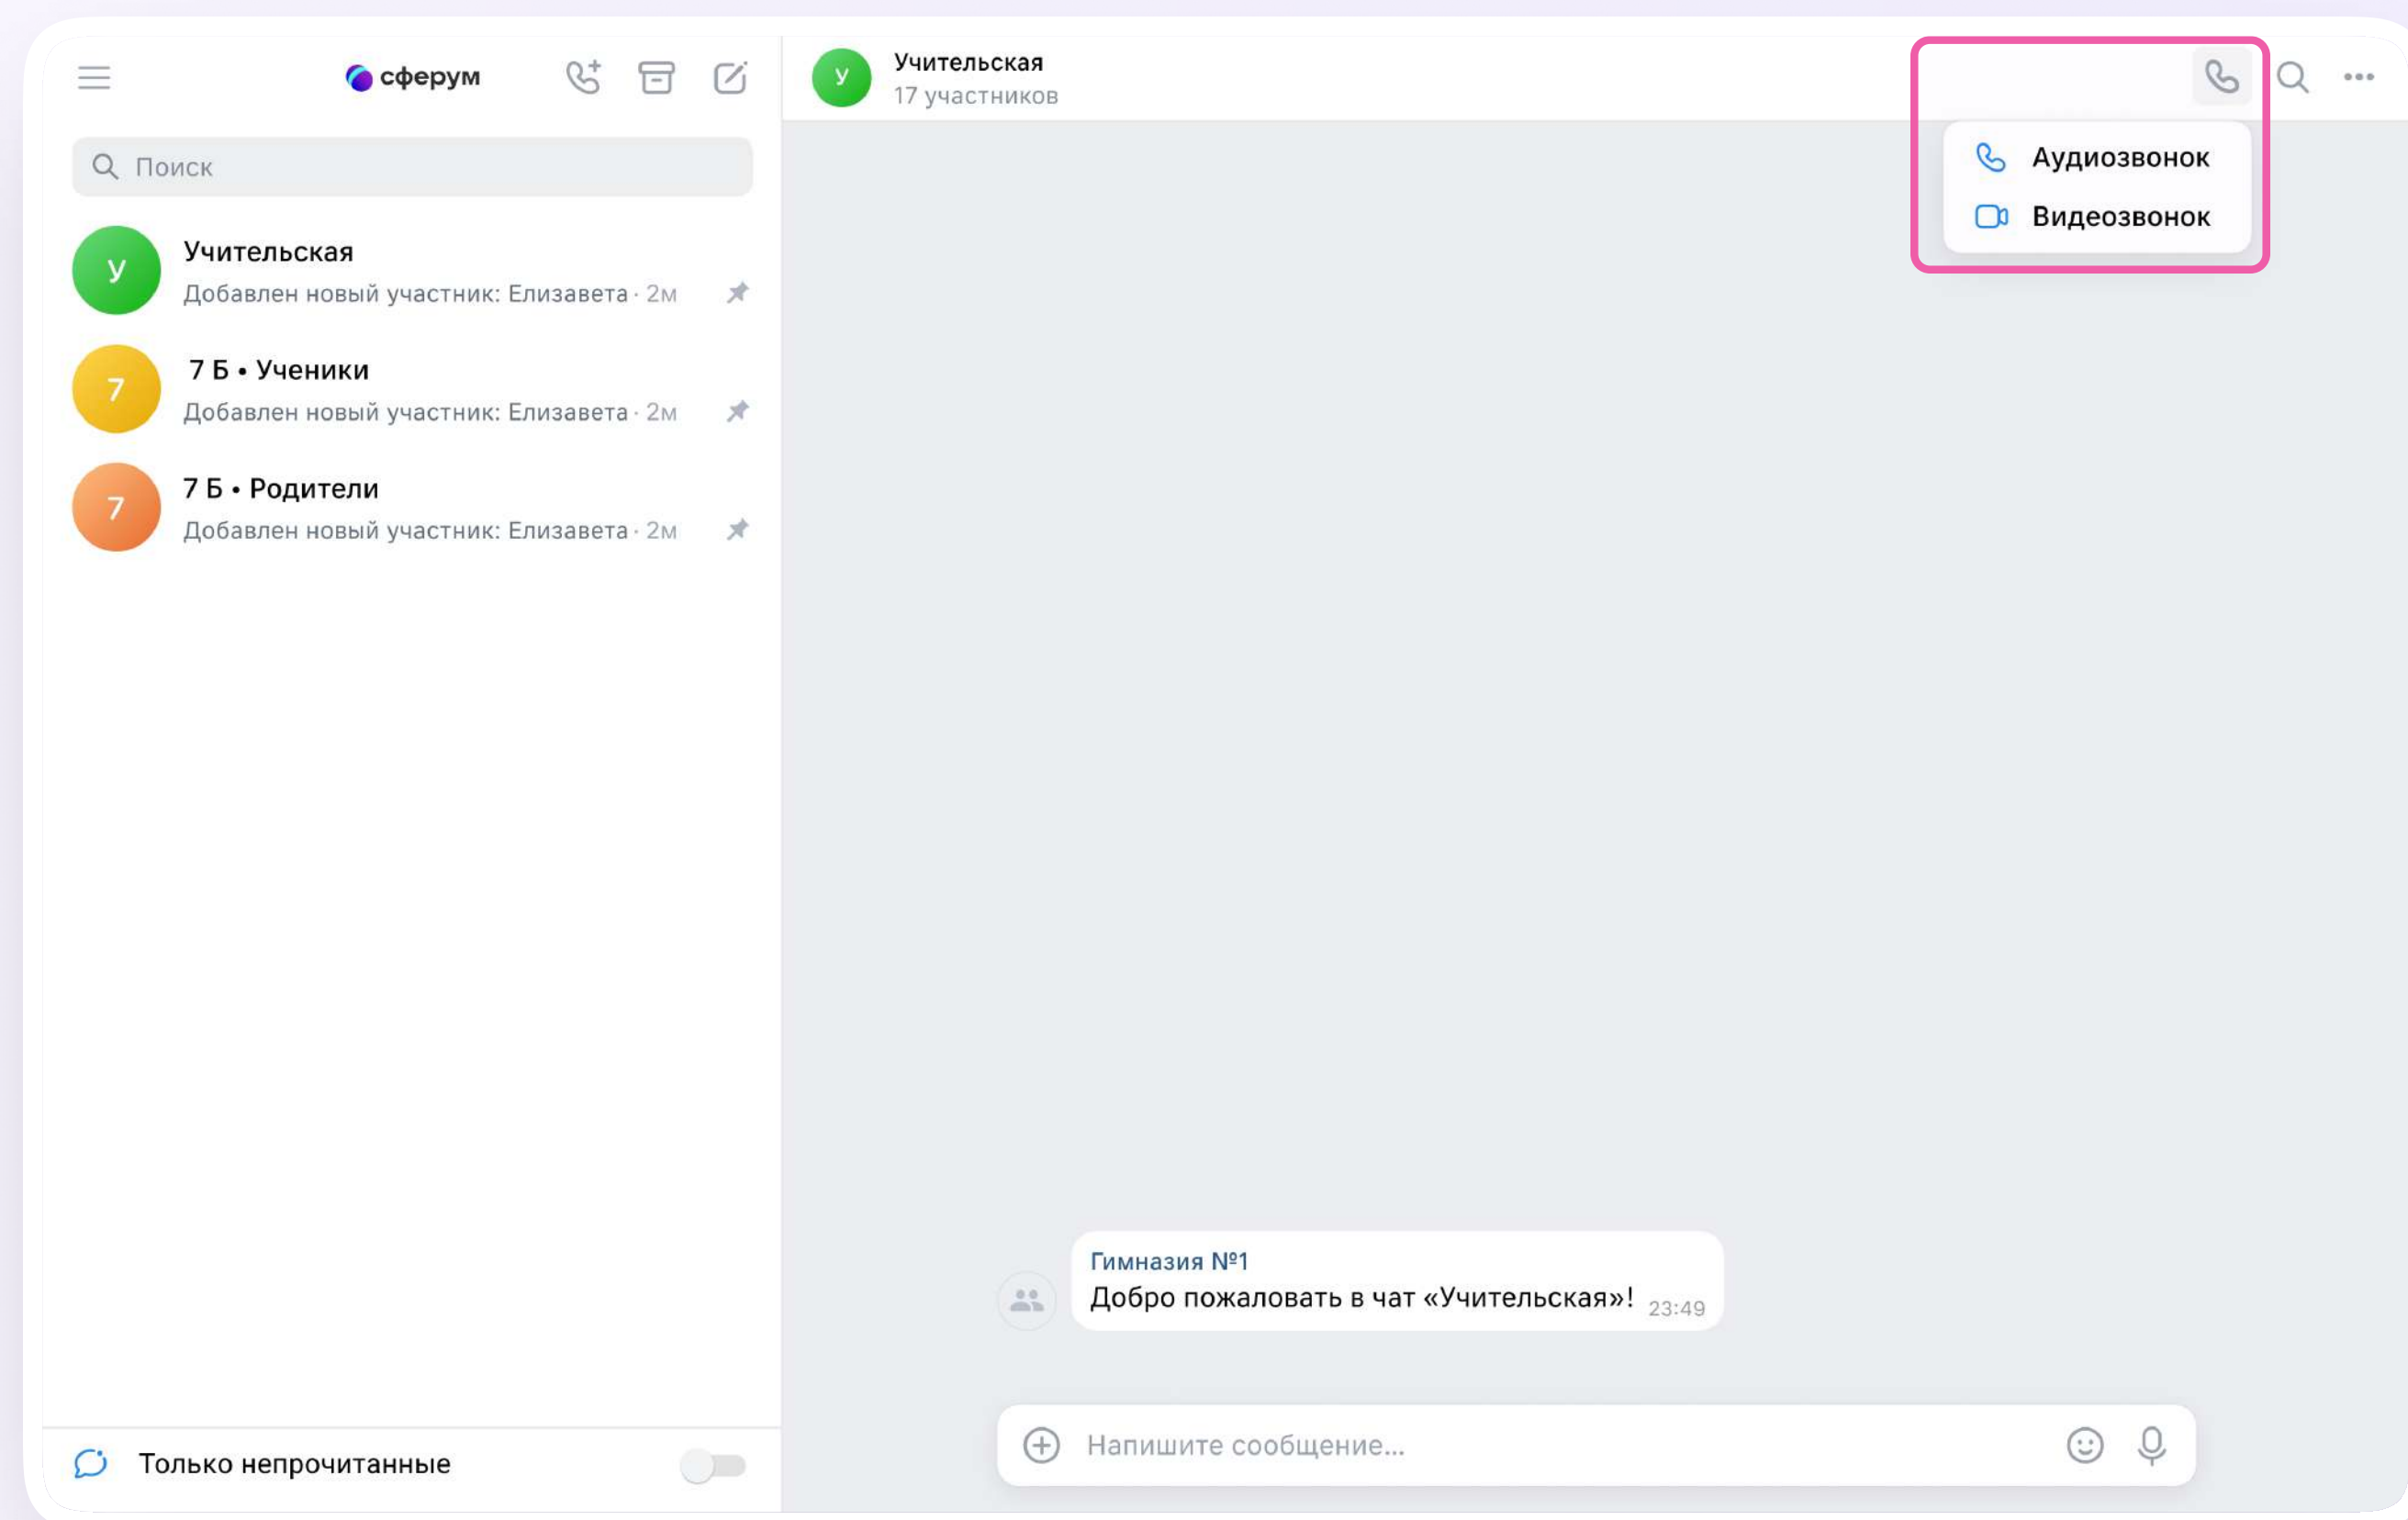 сферум
Поиск
У
Учительская
Добавлен новый участник: Елизавета · 2м
7
7 Б • Ученики
Добавлен новый участник: Елизавета · 2м
7
7 Б • Родители
Добавлен новый участник: Елизавета · 2м
Только непрочитанные
У
Учительская
17 участников
Аудиозвонок
Видеозвонок
Гимназия №1
Добро пожаловать в чат «Учительская»! 23:49
Напишите сообщение...